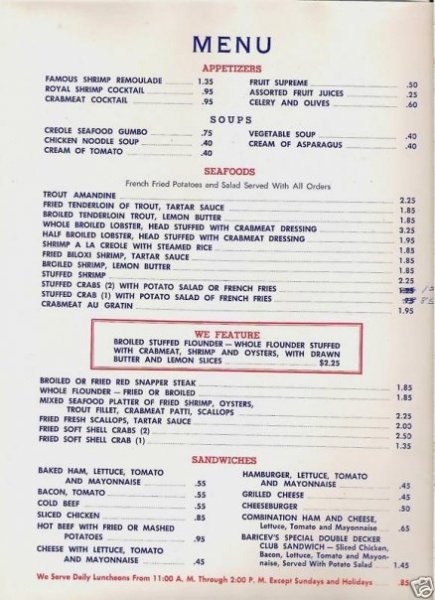 MENU
APPETIZERS
FAMOUS SHRIMP REMOULADE 1.35
ROYAL SHRIMP COCKTAIL .95
CRABMEAT COCKTAIL .95
FRUIT SUPREME .50
ASSORTED FRUIT JUICES .25
CELERY AND OLIVES .60
SOUPS
CREOLE SEAFOOD GUMBO .75
CHICKEN NOODLE SOUP .40
CREAM OF TOMATO .40
VEGETABLE SOUP .40
CREAM OF ASPARAGUS .40
SEAFOODS
French Fried Potatoes and Salad Served With All Orders
TROUT AMANDINE 2.25
FRIED TENDERLOIN OF TROUT, TARTAR SAUCE 1.85
BROILED TENDERLOIN TROUT, LEMON BUTTER 1.85
WHOLE BROILED LOBSTER, HEAD STUFFED WITH CRABMEAT DRESSING 3.25
HALF BROILED LOBSTER, HEAD STUFFED WITH CRABMEAT DRESSING 1.95
SHRIMP A LA CREOLE WITH STEAMED RICE 1.85
FRIED BILOXI SHRIMP, TARTAR SAUCE 1.85
BROILED SHRIMP, LEMON BUTTER 1.85
STUFFED SHRIMP 2.25
STUFFED CRABS (2) WITH POTATO SALAD OR FRENCH FRIES
STUFFED CRAB (1) WITH POTATO SALAD OF FRENCH FRIES
CRABMEAT AU GRATIN 1.95
WE FEATURE
BROILED STUFFED FLOUNDER — WHOLE FLOUNDER STUFFED
WITH CRABMEAT, SHRIMP AND OYSTERS, WITH DRAWN
BUTTER AND LEMON SLICES $2.25
BROILED OR FRIED RED SNAPPER STEAK 1.85
WHOLE FLOUNDER — FRIED OR BROILED 1.85
MIXED SEAFOOD PLATTER OF FRIED SHRIMP, OYSTERS,
TROUT FILLET, CRABMEAT PATTI, SCALLOPS 2.25
FRIED FRESH SCALLOPS, TARTAR SAUCE 2.00
FRIED SOFT SHELL CRABS (2) 2.50
FRIED SOFT SHELL CRAB (1) 1.35
SANDWICHES
BAKED HAM, LETTUCE, TOMATO
AND MAYONNAISE .55
BACON, TOMATO .55
COLD BEEF .55
SLICED CHICKEN .85
HOT BEEF WITH FRIED OR MASHED
POTATOES .95
CHEESE WITH LETTUCE, TOMATO
AND MAYONNAISE .45
HAMBURGER, LETTUCE, TOMATO
AND MAYONNAISE .45
GRILLED CHEESE .45
CHEESEBURGER .50
COMBINATION HAM AND CHEESE,
Lettuce, Tomato and Mayonnaise .65
BARICEV'S SPECIAL DOUBLE DECKER
CLUB SANDWICH — Sliced Chicken,
Bacon, Lettuce, Tomato and Mayon-
naise, Served With Potato Salad 1.45
We Serve Daily Luncheons From 11:00 A. M. Through 2:00 P. M. Except Sundays and Holidays .85